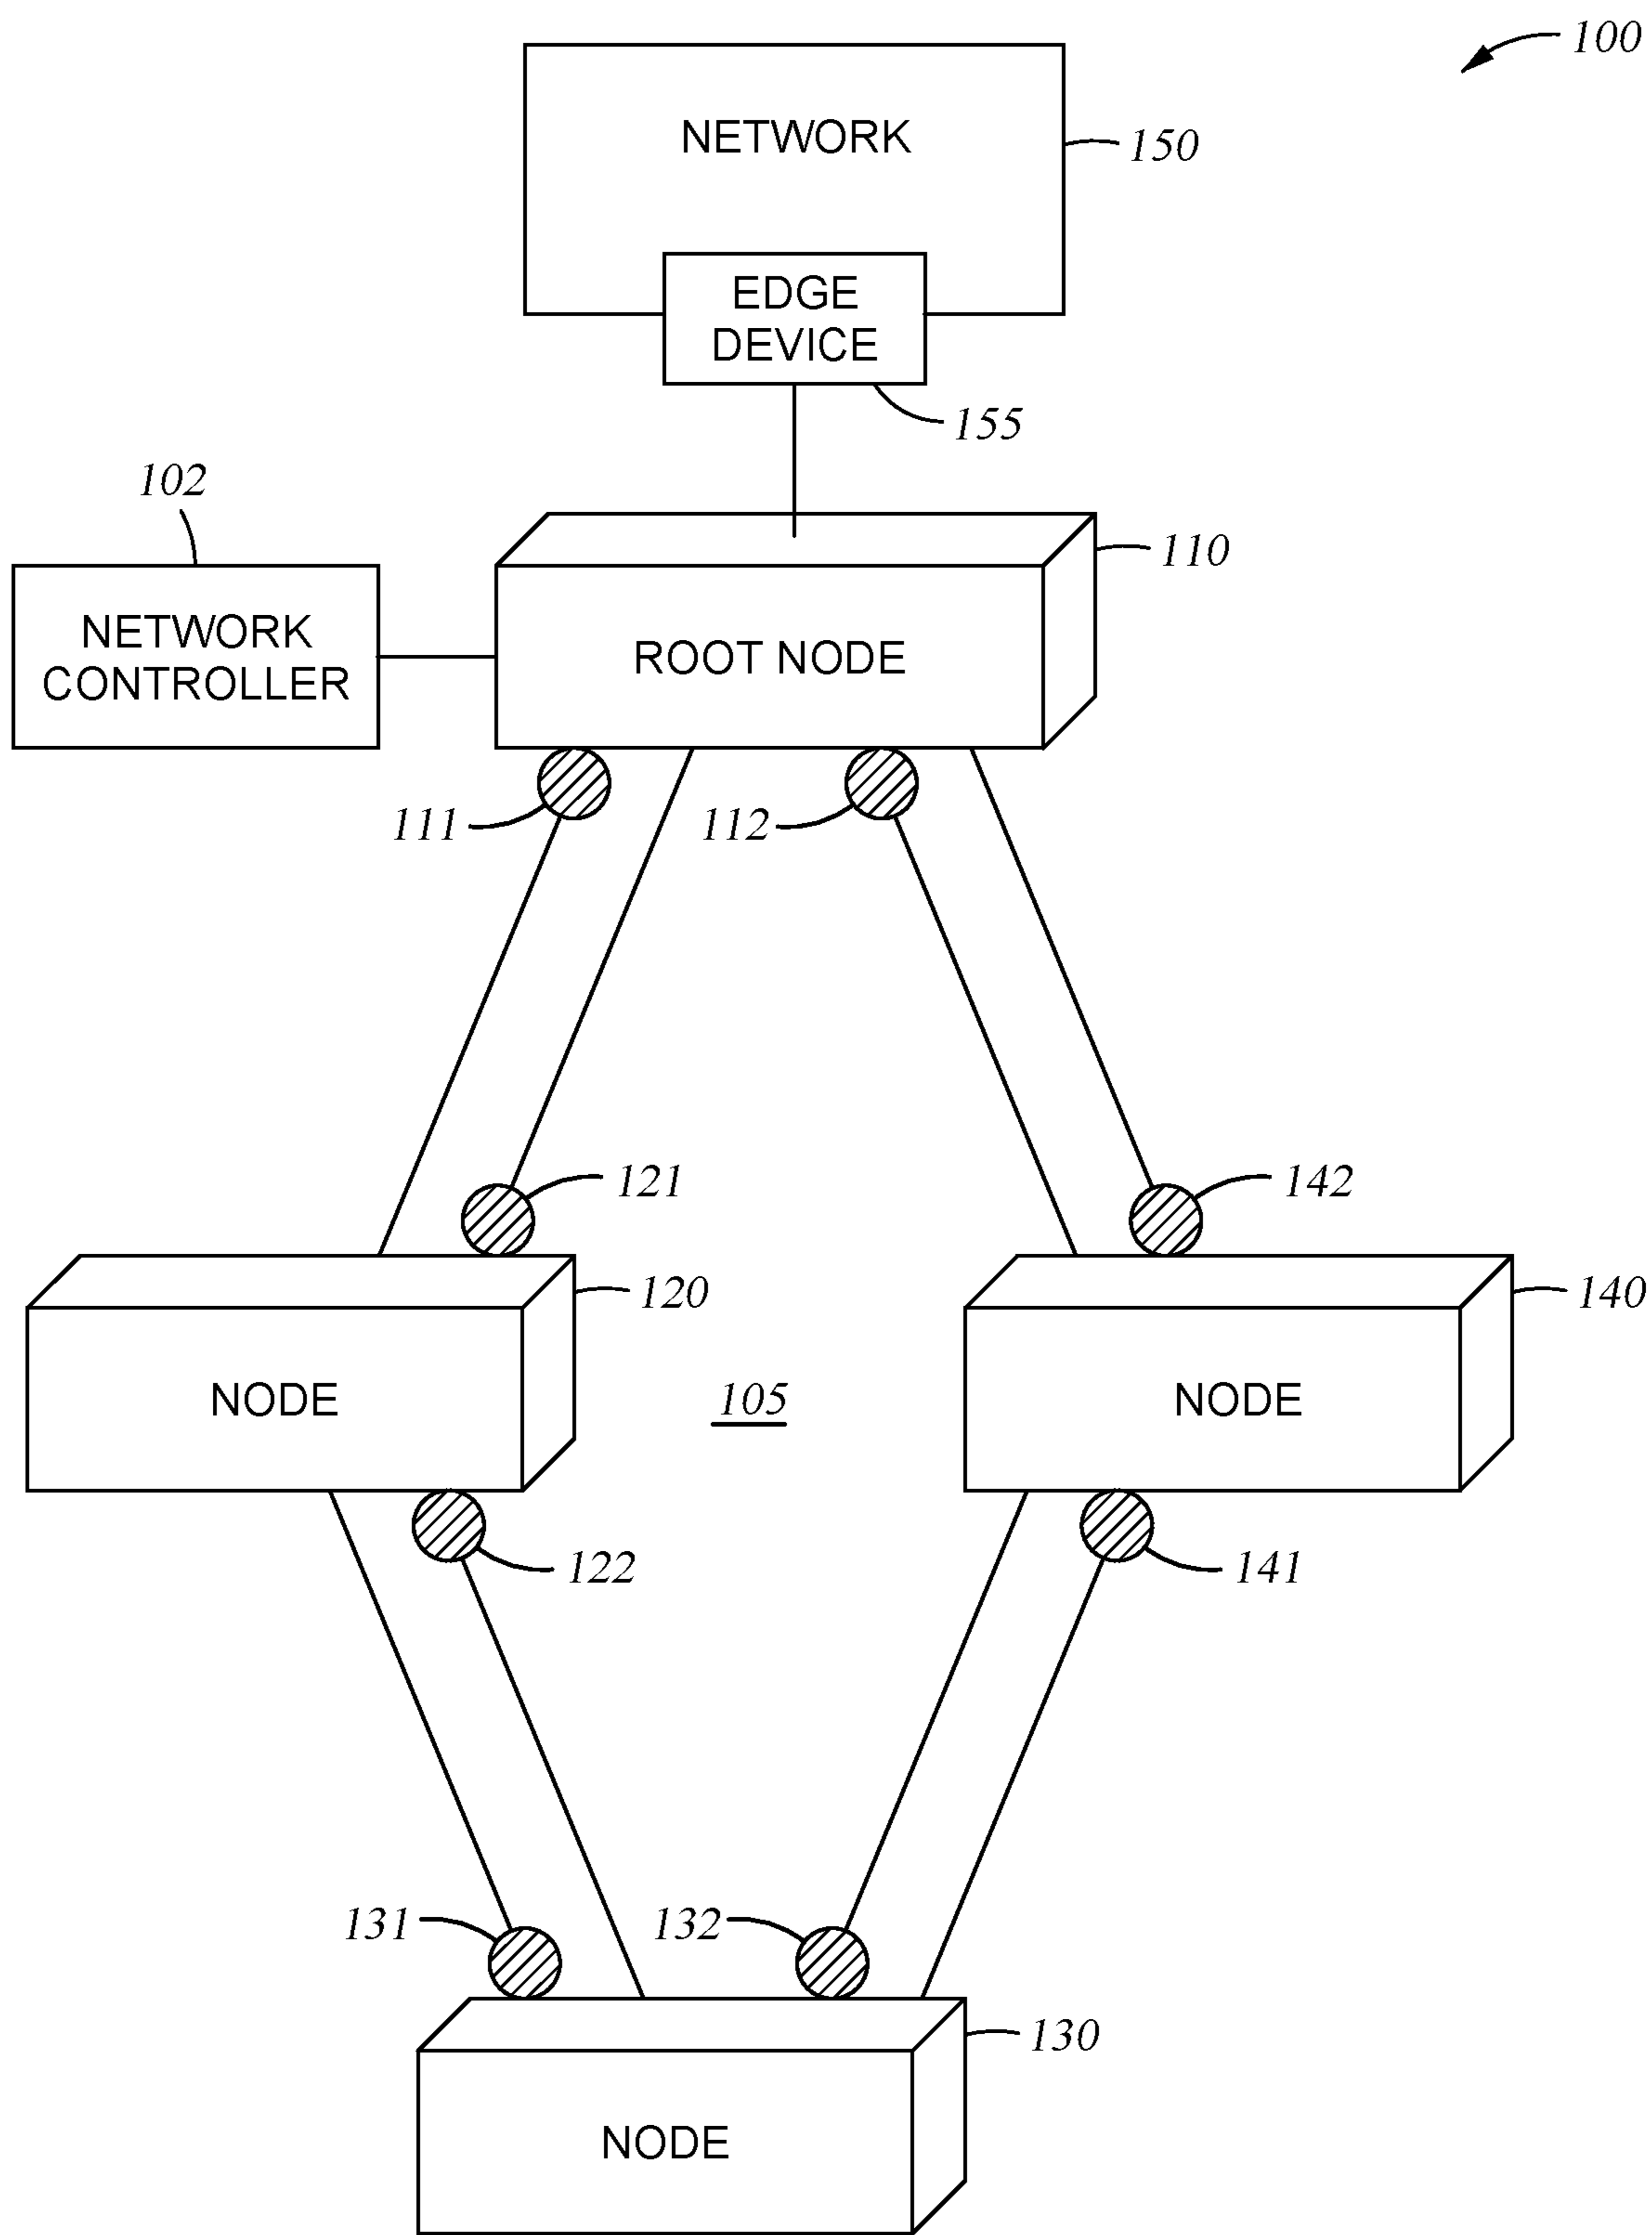 100
NETWORK
150
EDGE
DEVICE
155
102
110
NETWORK
CONTROLLER
ROOT NODE
111
112
121
142
120
140
NODE
105
NODE
122
141
131
132
130
NODE